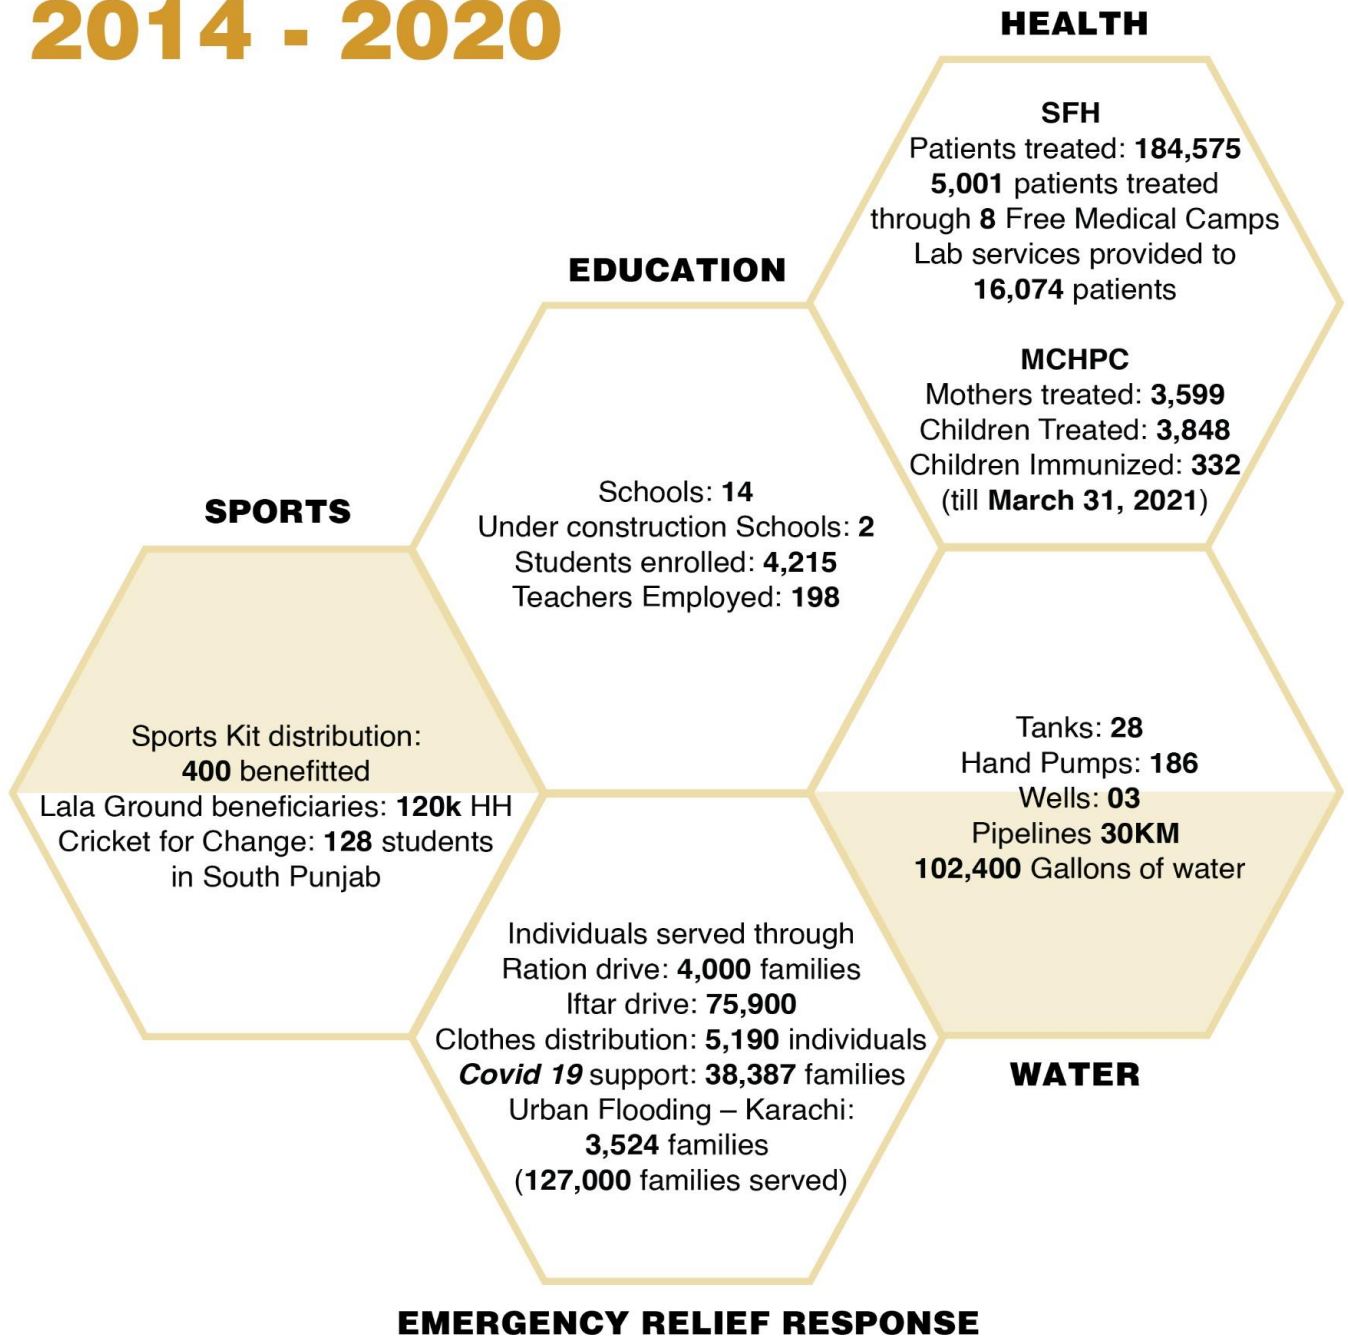 2014 - 2020
HEALTH
SFH
Patients treated: 184,575
5,001 patients treated
through 8 Free Medical Camps
Lab services provided to
16,074 patients
MCHPC
Mothers treated: 3,599
Children Treated: 3,848
Children Immunized: 332
(till March 31, 2021)
EDUCATION
Schools: 14
Under construction Schools: 2
Students enrolled: 4,215
Teachers Employed: 198
SPORTS
Sports Kit distribution:
400 benefitted
Lala Ground beneficiaries: 120k HH
Cricket for Change: 128 students
in South Punjab
Tanks: 28
Hand Pumps: 186
Wells: 03
Pipelines 30KM
102,400 Gallons of water
WATER
Individuals served through
Ration drive: 4,000 families
Iftar drive: 75,900
Clothes distribution: 5,190 individuals
Covid 19 support: 38,387 families
Urban Flooding – Karachi:
3,524 families
(127,000 families served)
EMERGENCY RELIEF RESPONSE